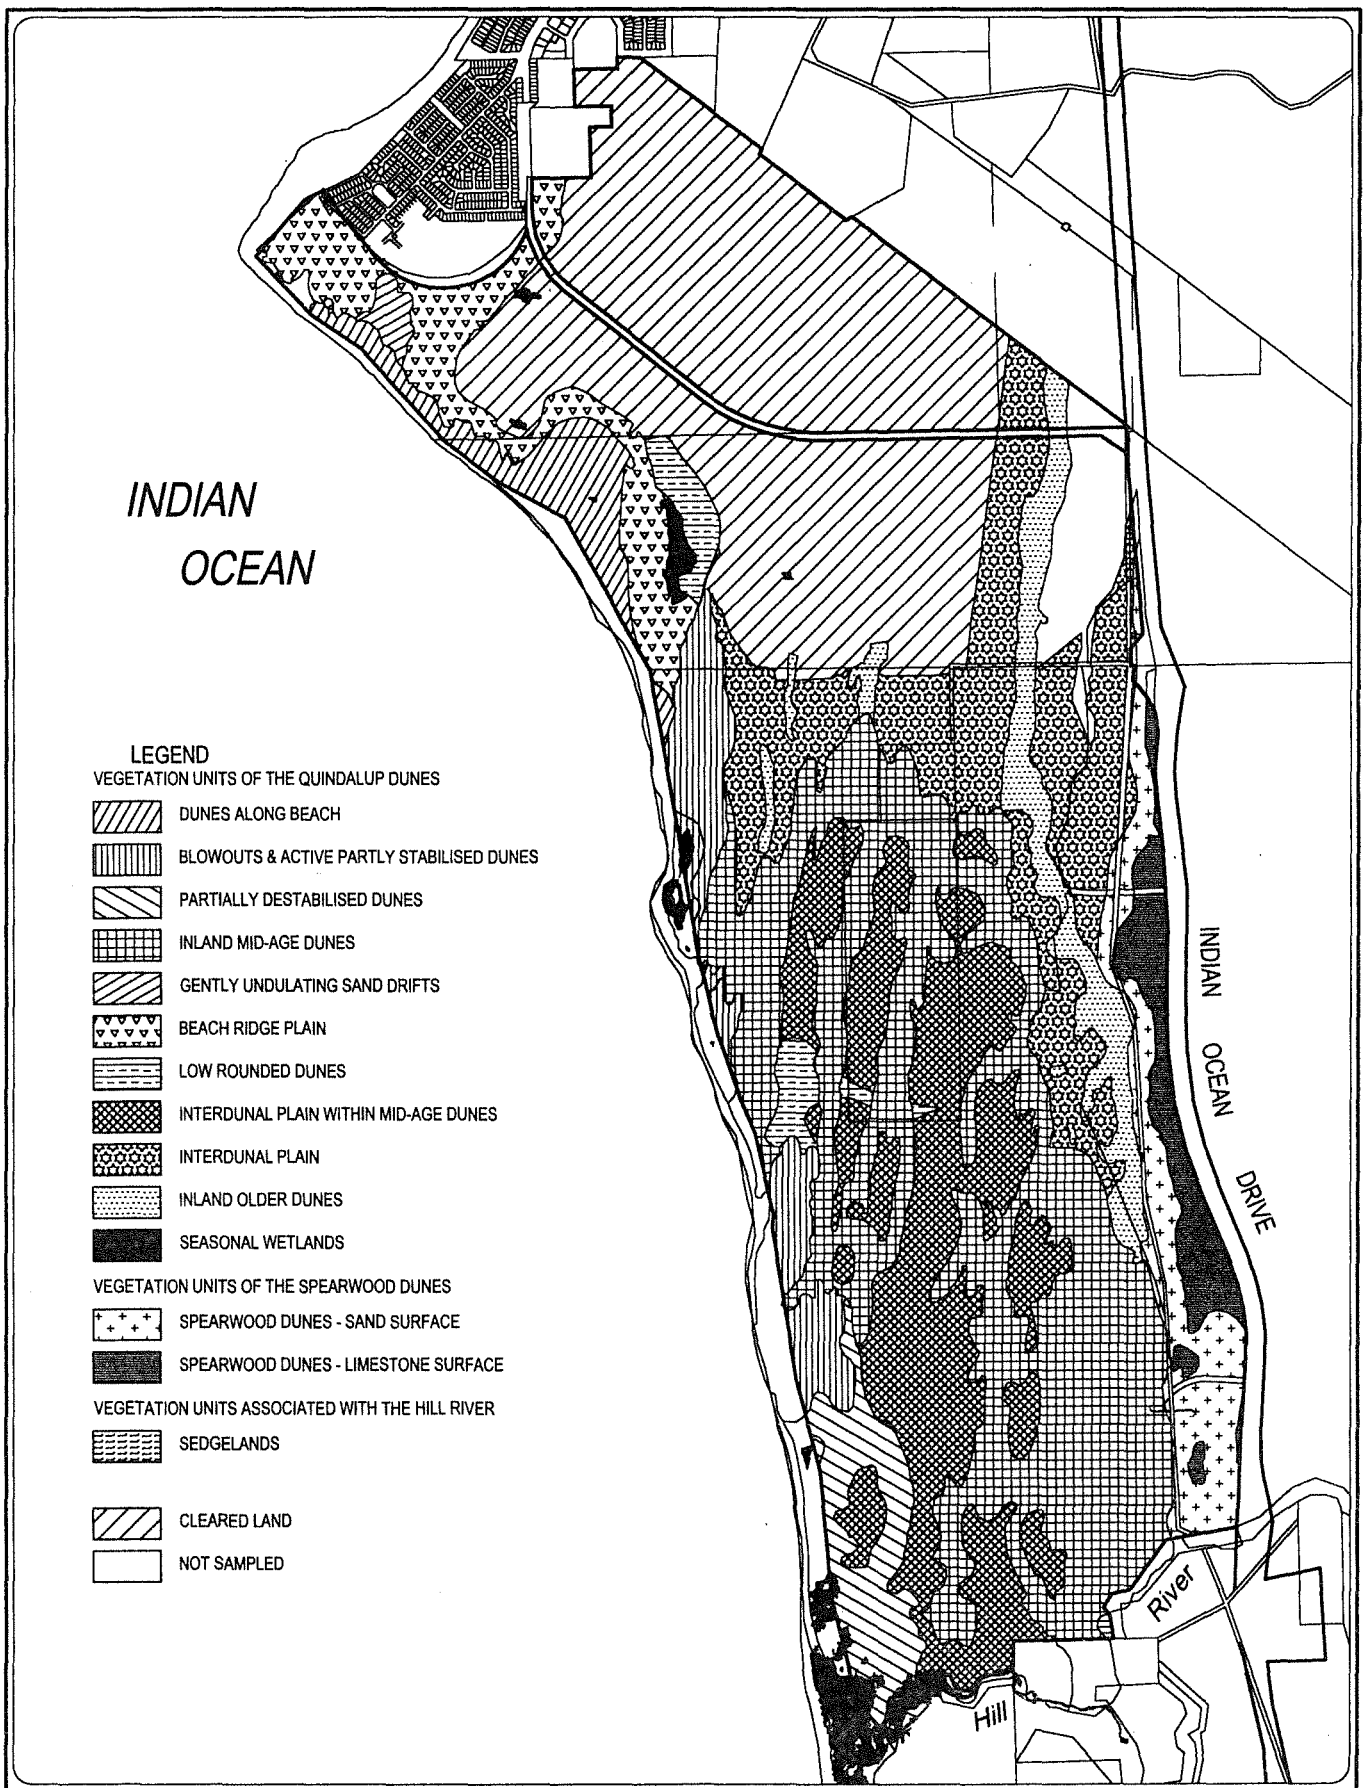 INDIAN
OCEAN
LEGEND
VEGETATION UNITS OF THE QUINDALUP DUNES
DUNES ALONG BEACH
BLOWOUTS & ACTIVE PARTLY STABILISED DUNES
PARTIALLY DESTABILISED DUNES
INLAND MID-AGE DUNES
GENTLY UNDULATING SAND DRIFTS
BEACH RIDGE PLAIN
LOW ROUNDED DUNES
INTERDUNAL PLAIN WITHIN MID-AGE DUNES
INTERDUNAL PLAIN
INLAND OLDER DUNES
SEASONAL WETLANDS
VEGETATION UNITS OF THE SPEARWOOD DUNES
SPEARWOOD DUNES - SAND SURFACE
SPEARWOOD DUNES - LIMESTONE SURFACE
VEGETATION UNITS ASSOCIATED WITH THE HILL RIVER
SEDGELANDS
CLEARED LAND
NOT SAMPLED
INDIAN OCEAN DRIVE
Hill River